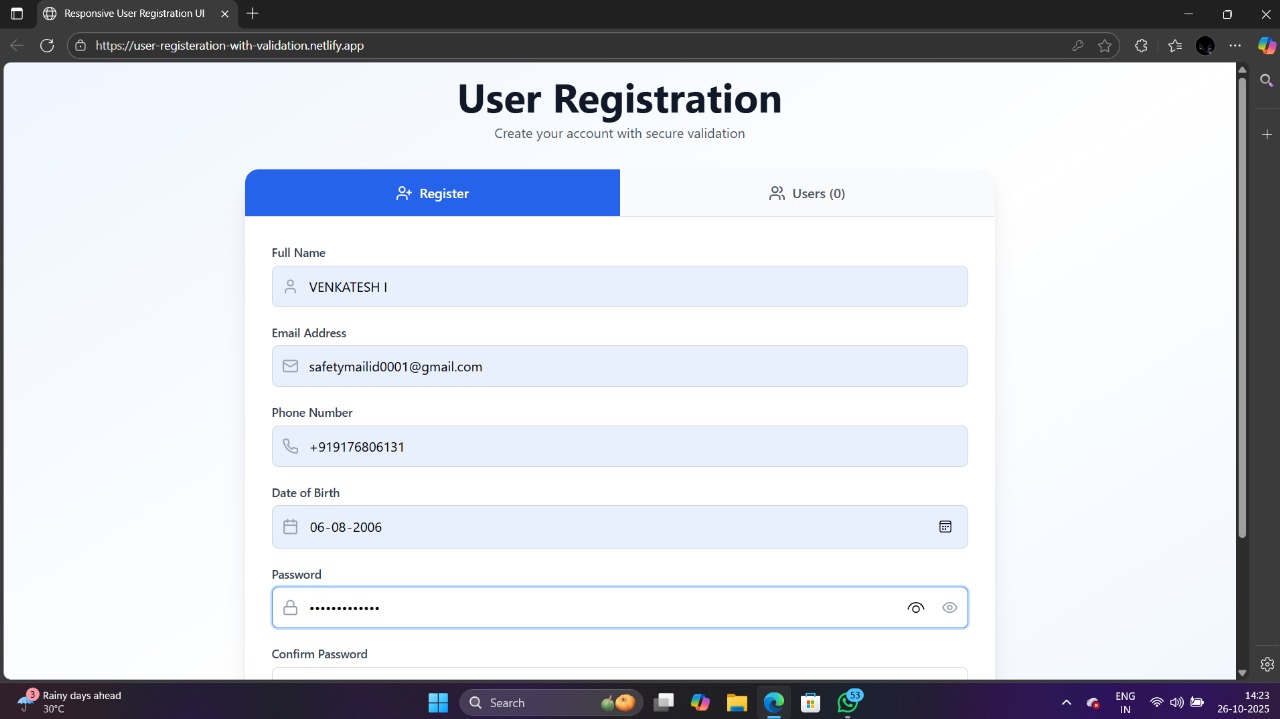 Responsive User Registration UI
https://user-registeration-with-validation.netlify.app
User Registration
Create your account with secure validation
Register
Users (0)
Full Name
VENKATESH I
Email Address
safetymailid0001@gmail.com
Phone Number
+919176806131
Date of Birth
06-08-2006
Password
•••••••••••••
Confirm Password
3
Rainy days ahead
30°C
Search
53
ENG
IN
14:23
26-10-2025